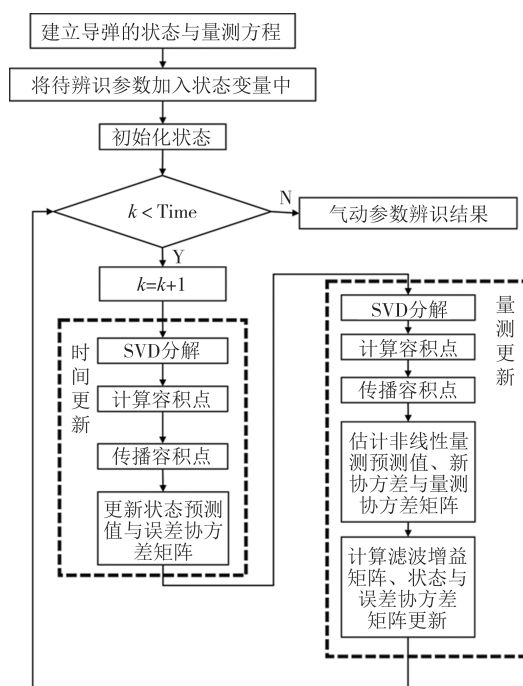 建立导弹的状态与量测方程
将待辨识参数加入状态变量中
初始化状态
k < Time
N
气动参数辨识结果
Y
k=k+1
时
间
更
新
SVD分解
计算容积点
传播容积点
更新状态预测
值与误差协方
差矩阵
量
测
更
新
SVD分解
计算容积点
传播容积点
估计非线性量
测预测值、新
协方差与量测
协方差矩阵
计算滤波增益
矩阵、状态与
误差协方差
矩阵更新